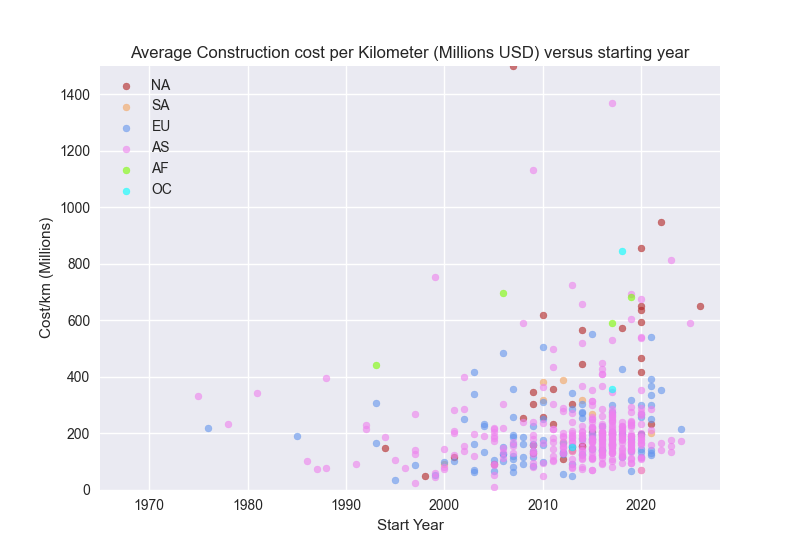 Average Construction cost per Kilometer (Millions USD) versus starting year
1400
1200
1000
800
600
400
200
0
Cost/km (Millions)
NA
SA
EU
AS
AF
OC
1970
1980
1990
2000
2010
2020
Start Year